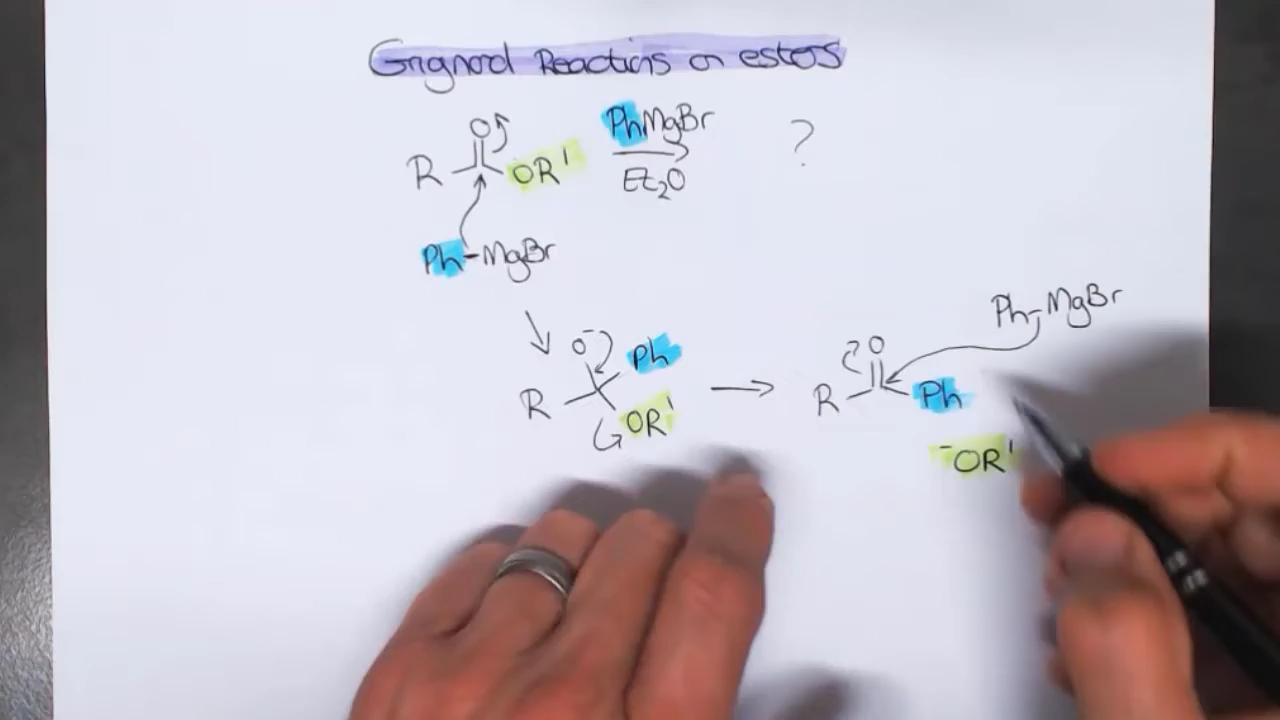 Grignard Reactions on esters
O PhMgBr ?
R OR' Et₂O
Ph-MgBr
Ph-MgBr
O⁻ Ph O
R OR' R Ph
⁻OR'